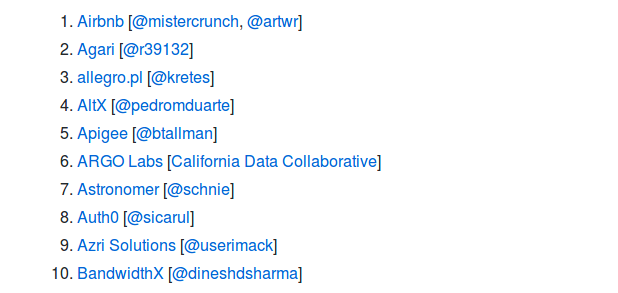 1. Airbnb [@mistercrunch, @artwr]
2. Agari [@r39132]
3. allegro.pl [@kretes]
4. AltX [@pedromduarte]
5. Apigee [@btallman]
6. ARGO Labs [California Data Collaborative]
7. Astronomer [@schnie]
8. Auth0 [@sicarul]
9. Azri Solutions [@userimack]
10. BandwidthX [@dineshdsharma]